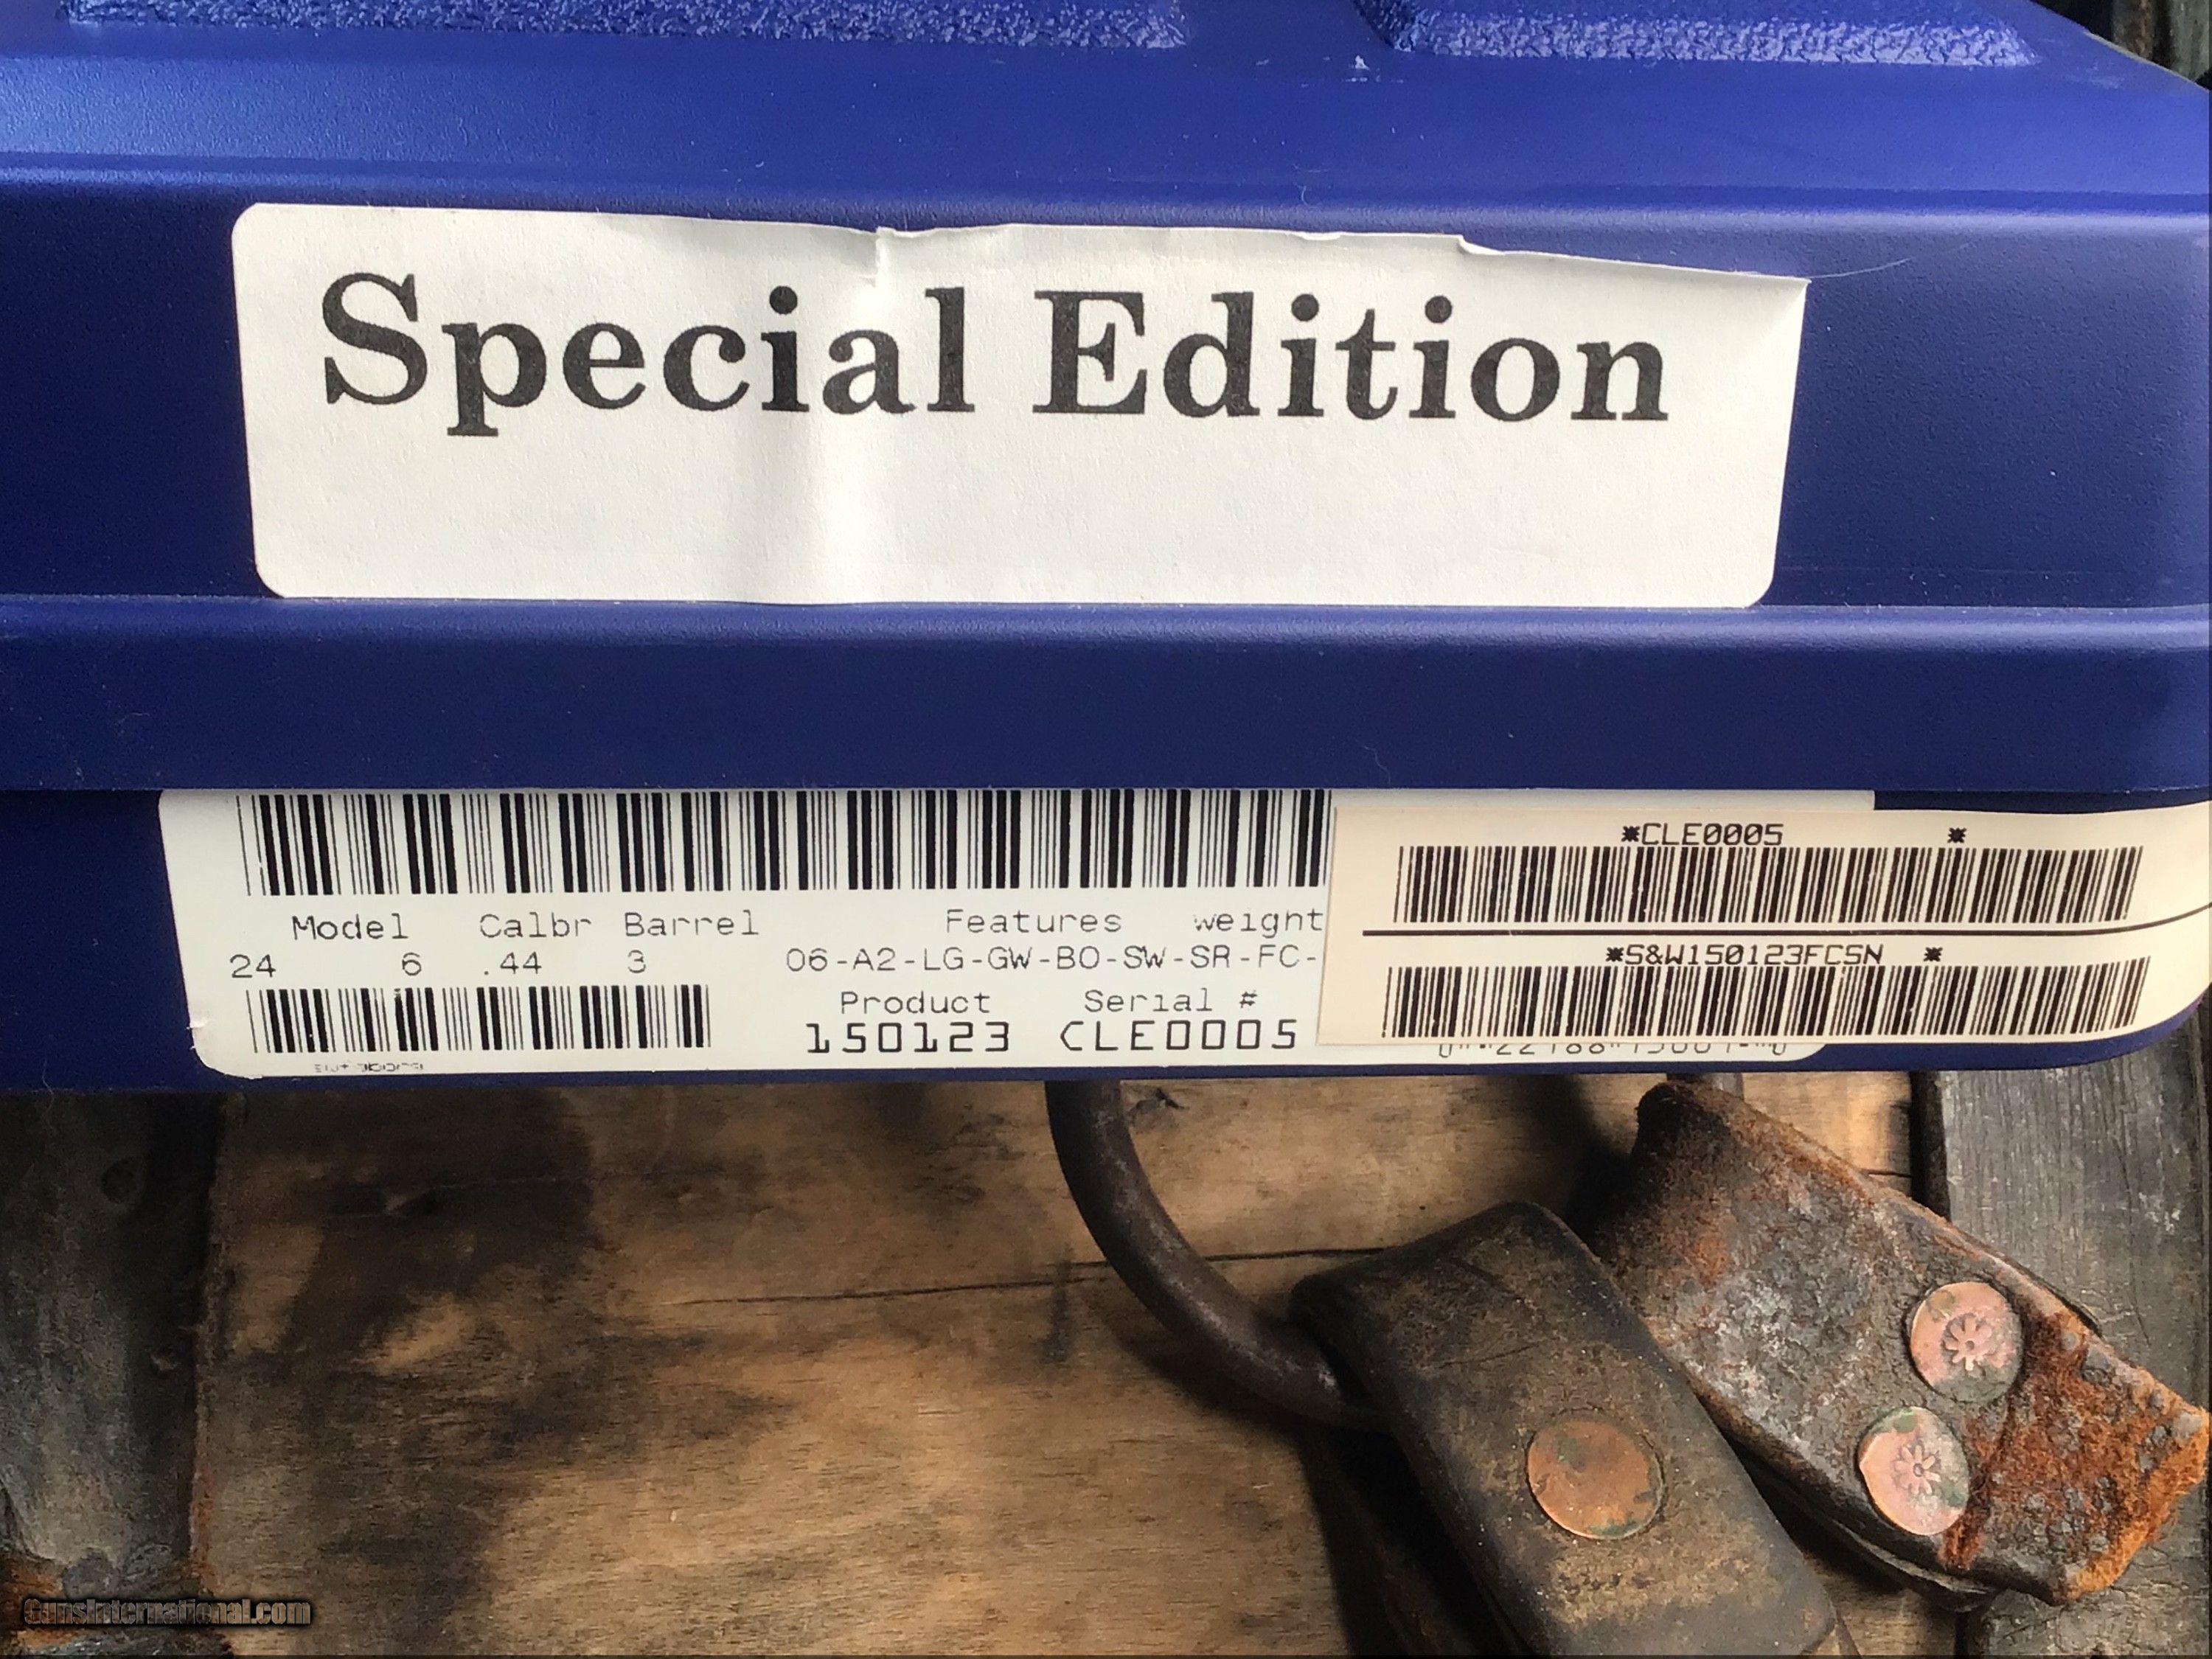 Special Edition
Model Calbr Barrel Features weight
24 6 .44 3 06-A2-LG-GW-BO-SW-SR-FC-
Product Serial #
150123 CLE0005
*CLE0005 *
*S&W150123FCSN *
GunsInternational.com